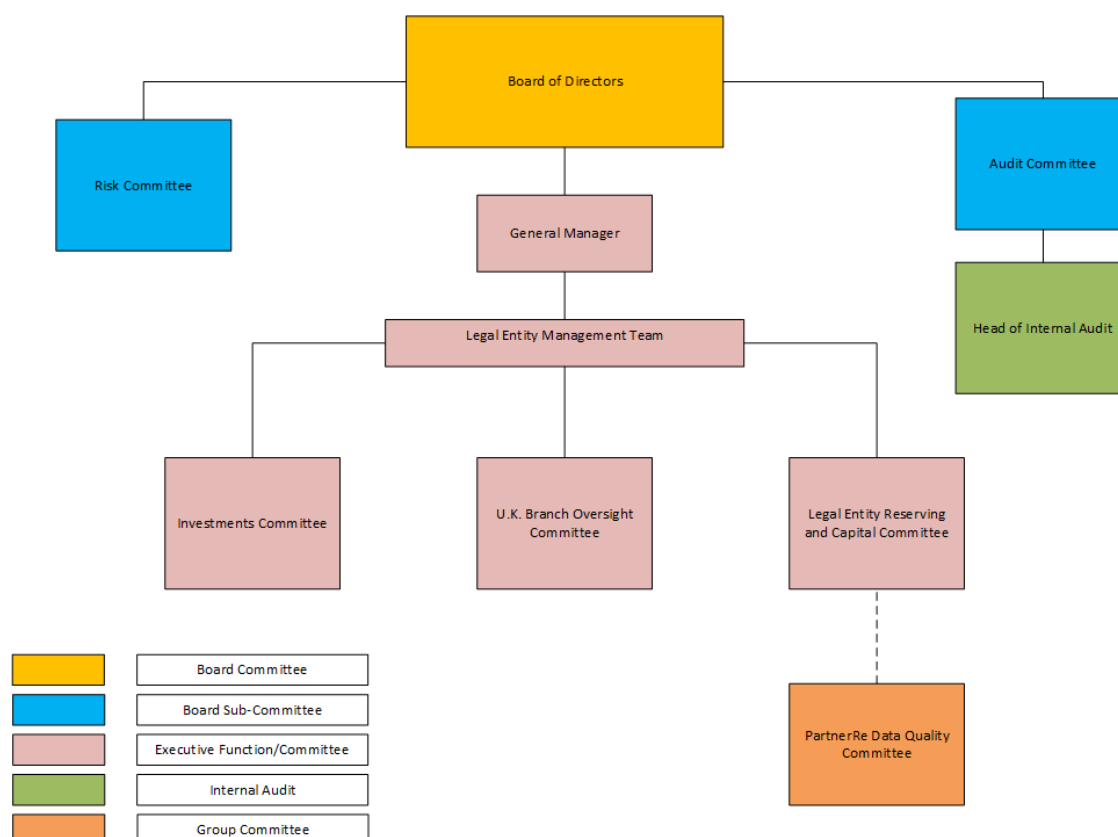 Board of Directors
Risk Committee
Audit Committee
General Manager
Head of Internal Audit
Legal Entity Management Team
Investments Committee
U.K. Branch Oversight
Committee
Legal Entity Reserving
and Capital Committee
PartnerRe Data Quality
Committee
Board Committee
Board Sub-Committee
Executive Function/Committee
Internal Audit
Group Committee